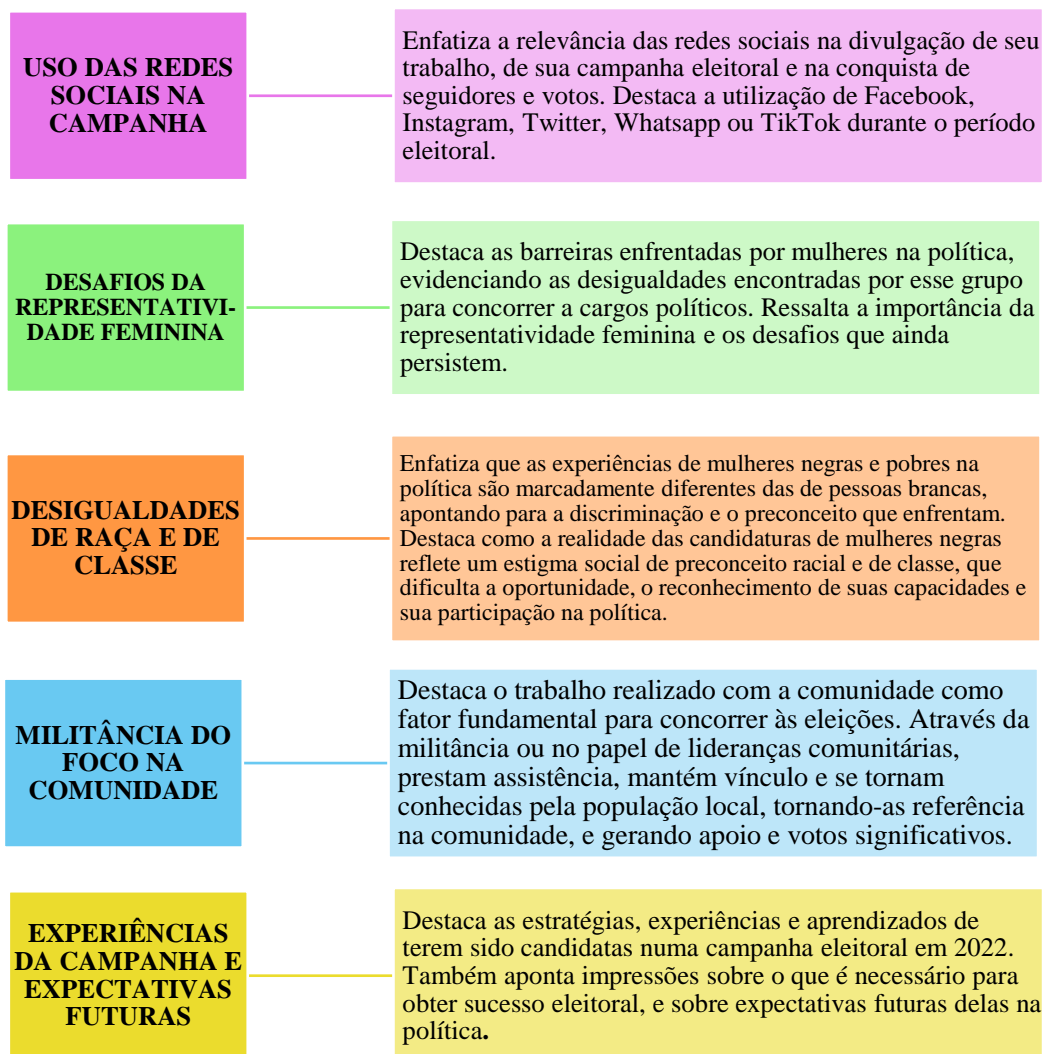 USO DAS REDES
SOCIAIS NA
CAMPANHA
Enfatiza a relevância das redes sociais na divulgação de seu
trabalho, de sua campanha eleitoral e na conquista de
seguidores e votos. Destaca a utilização de Facebook,
Instagram, Twitter, Whatsapp ou TikTok durante o período
eleitoral.
DESAFIOS DA
REPRESENTATIVI-
DADE FEMININA
Destaca as barreiras enfrentadas por mulheres na política,
evidenciando as desigualdades encontradas por esse grupo
para concorrer a cargos políticos. Ressalta a importância da
representatividade feminina e os desafios que ainda
persistem.
DESIGUALDADES
DE RAÇA E DE
CLASSE
Enfatiza que as experiências de mulheres negras e pobres na
política são marcadamente diferentes das de pessoas brancas,
apontando para a discriminação e o preconceito que enfrentam.
Destaca como a realidade das candidaturas de mulheres negras
reflete um estigma social de preconceito racial e de classe, que
dificulta a oportunidade, o reconhecimento de suas capacidades e
sua participação na política.
MILITÂNCIA DO
FOCO NA
COMUNIDADE
Destaca o trabalho realizado com a comunidade como
fator fundamental para concorrer às eleições. Através da
militância ou no papel de lideranças comunitárias,
prestam assistência, mantém vínculo e se tornam
conhecidas pela população local, tornando-as referência
na comunidade, e gerando apoio e votos significativos.
EXPERIÊNCIAS
DA CAMPANHA E
EXPECTATIVAS
FUTURAS
Destaca as estratégias, experiências e aprendizados de
terem sido candidatas numa campanha eleitoral em 2022.
Também aponta impressões sobre o que é necessário para
obter sucesso eleitoral, e sobre expectativas futuras delas na
política.